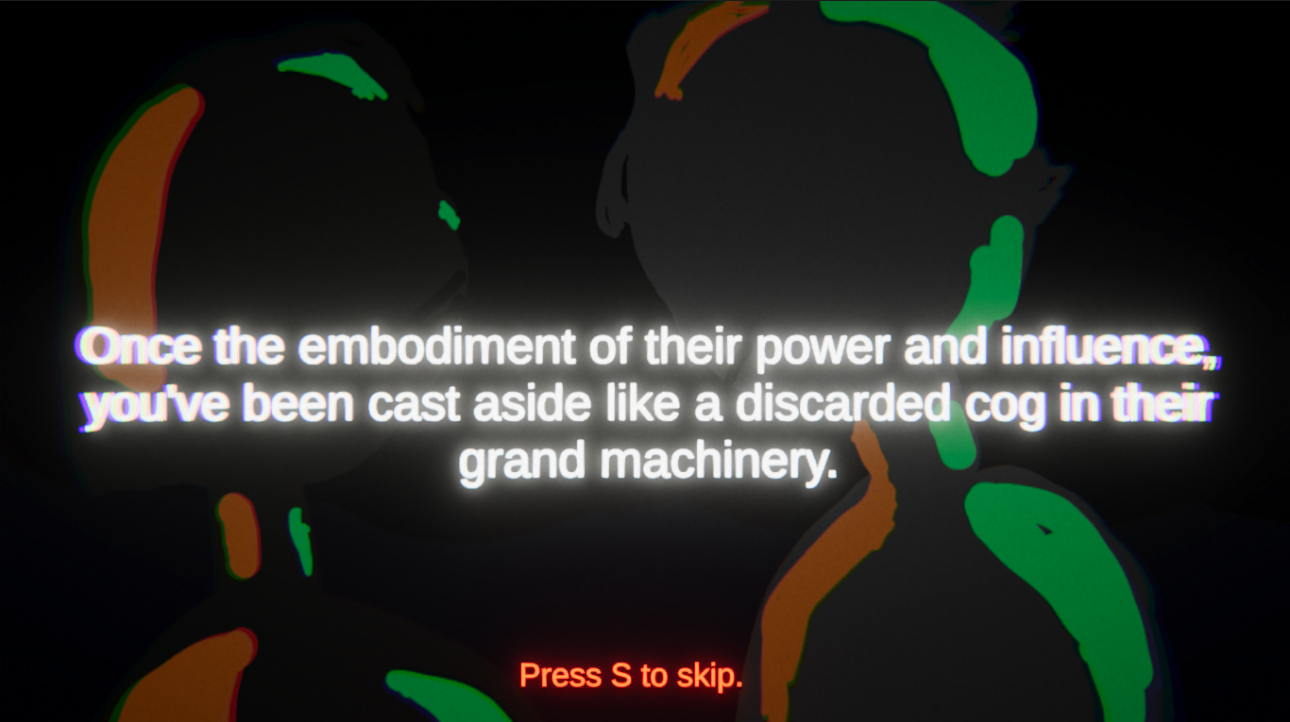 Once the embodiment of their power and influence,
you've been cast aside like a discarded cog in their
grand machinery.
Press S to skip.